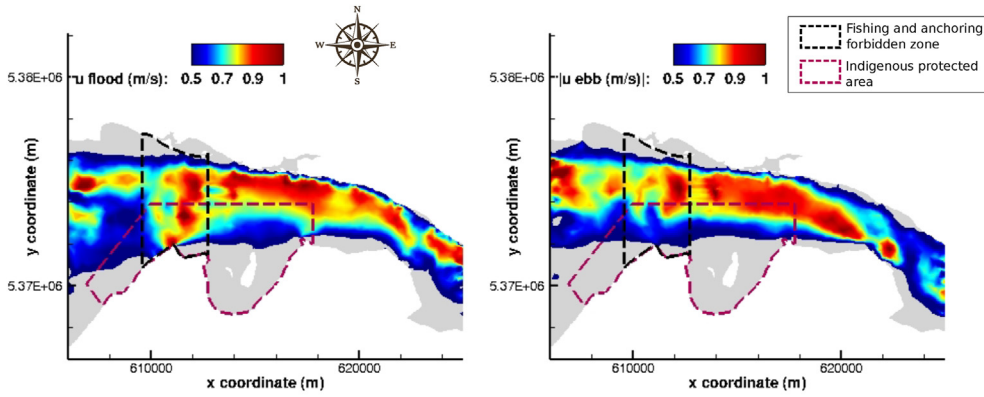 N
W E
S
u flood (m/s): 0.5 0.7 0.9 1
5.38E+06
y coordinate (m)
5.37E+06
610000 620000
x coordinate (m)
|u ebb (m/s)|: 0.5 0.7 0.9 1
5.38E+06
y coordinate (m)
5.37E+06
610000 620000
x coordinate (m)
Fishing and anchoring
forbidden zone
Indigenous protected
area